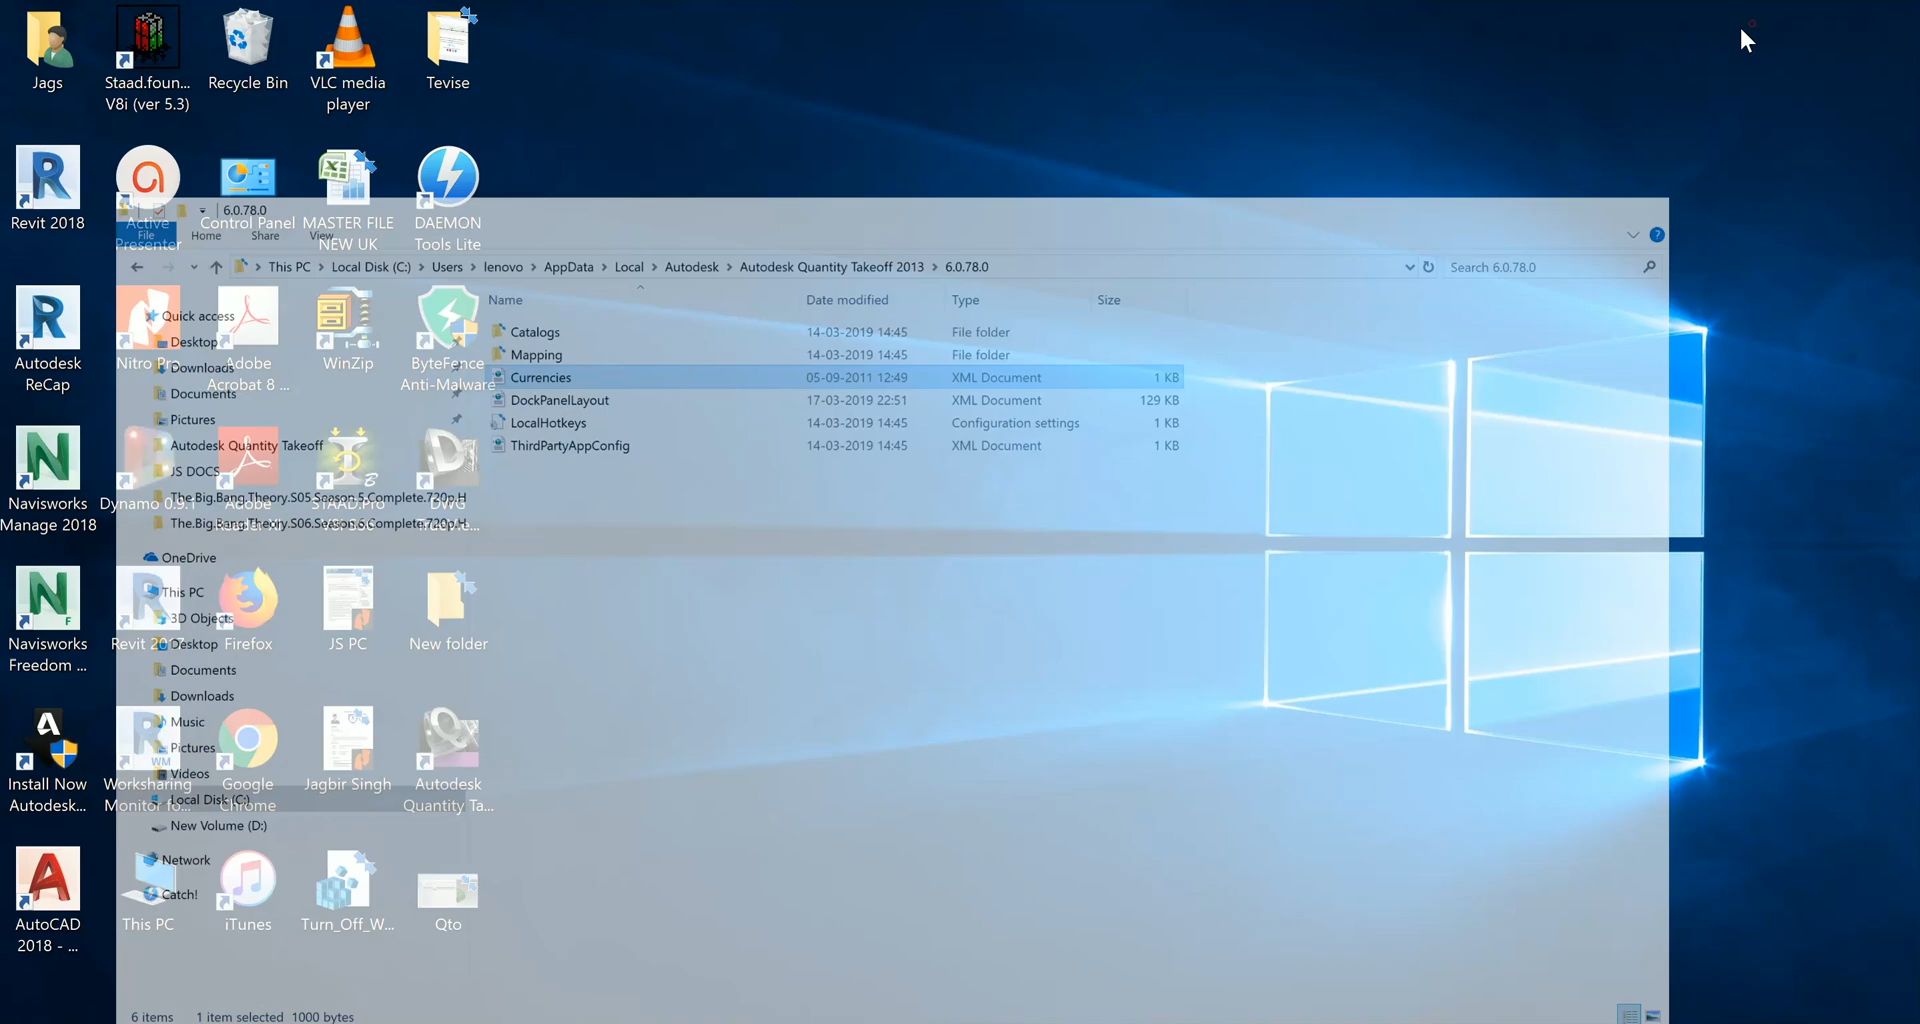 Jags
Staad.foun...
V8i (ver 5.3)
Recycle Bin
VLC media
player
Tevise
Revit 2018
Active
Presenter
Control Panel
MASTER FILE
NEW UK
DAEMON
Tools Lite
6.0.78.0
File
Home
Share
View
This PC
Local Disk (C:)
Users
lenovo
AppData
Local
Autodesk
Autodesk Quantity Takeoff 2013
6.0.78.0
Search 6.0.78.0
Name
Date modified
Type
Size
Catalogs
14-03-2019 14:45
File folder
Mapping
14-03-2019 14:45
File folder
Currencies
05-09-2011 12:49
XML Document
1 KB
DockPanelLayout
17-03-2019 22:51
XML Document
129 KB
LocalHotkeys
14-03-2019 14:45
Configuration settings
1 KB
ThirdPartyAppConfig
14-03-2019 14:45
XML Document
1 KB
Quick access
Desktop
Downloads
Documents
Pictures
Autodesk Quantity Takeoff
JS DOCS
The.Big.Bang.Theory.S05.Season.5.Complete.720p.H
The.Big.Bang.Theory.S06.Season.6.Complete.720p.H
OneDrive
This PC
3D Objects
Desktop
Documents
Downloads
Music
Pictures
Videos
Local Disk (C:)
New Volume (D:)
Network
Catch!
Autodesk
ReCap
Nitro Pro
Adobe
Acrobat 8 ...
WinZip
ByteFence
Anti-Malware
Navisworks
Manage 2018
Dynamo 0.9.1
Adobe
STAAD.Pro
DWG
Navisworks
Freedom ...
Revit 2017
Firefox
JS PC
New folder
Install Now
Autodesk...
Worksharing
Monitor fo...
WM
Google
Chrome
Jagbir Singh
Autodesk
Quantity Ta...
AutoCAD
2018 - ...
This PC
iTunes
Turn_Off_W...
Qto
6 items
1 item selected
1000 bytes